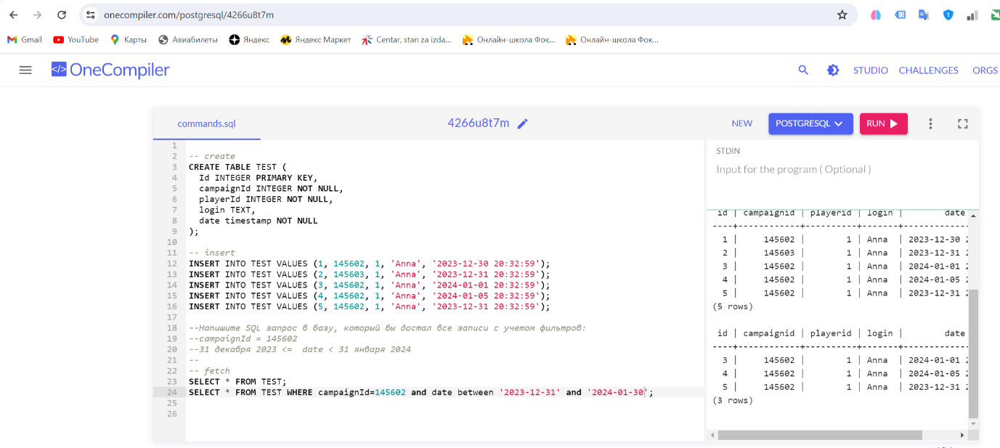 onecompiler.com/postgresql/4266u8t7m
Gmail YouTube Карты Авиабилеты Яндекс Яндекс Маркет Centar, stan za izda... Онлайн-школа Фок... Онлайн-школа Фок...
OneCompiler STUDIO CHALLENGES ORGS
commands.sql 4266u8t7m NEW POSTGRESQL RUN
1
2 -- create
3 CREATE TABLE TEST (
4 Id INTEGER PRIMARY KEY,
5 campaignId INTEGER NOT NULL,
6 playerId INTEGER NOT NULL,
7 login TEXT,
8 date timestamp NOT NULL
9 );
10
11 -- insert
12 INSERT INTO TEST VALUES (1, 145602, 1, 'Anna', '2023-12-30 20:32:59');
13 INSERT INTO TEST VALUES (2, 145603, 1, 'Anna', '2023-12-31 20:32:59');
14 INSERT INTO TEST VALUES (3, 145602, 1, 'Anna', '2024-01-01 20:32:59');
15 INSERT INTO TEST VALUES (4, 145602, 1, 'Anna', '2024-01-05 20:32:59');
16 INSERT INTO TEST VALUES (5, 145602, 1, 'Anna', '2023-12-31 20:32:59');
17
18 --Напишите SQL запрос в базу, который бы достал все записи с учетом фильтров:
19 --campaignId = 145602
20 --31 декабря 2023 <= date < 31 января 2024
21 --
22 -- fetch
23 SELECT * FROM TEST;
24 SELECT * FROM TEST WHERE campaignId=145602 and date between '2023-12-31' and '2024-01-30';
25
26
STDIN
Input for the program ( Optional )
id | campaignid | playerid | login | date
----+------------+----------+-------+------------
1 | 145602 | 1 | Anna | 2023-12-30 2
2 | 145603 | 1 | Anna | 2023-12-31 2
3 | 145602 | 1 | Anna | 2024-01-01 2
4 | 145602 | 1 | Anna | 2024-01-05 2
5 | 145602 | 1 | Anna | 2023-12-31 2
(5 rows)
id | campaignid | playerid | login | date
----+------------+----------+-------+------------
3 | 145602 | 1 | Anna | 2024-01-01 2
4 | 145602 | 1 | Anna | 2024-01-05 2
5 | 145602 | 1 | Anna | 2023-12-31 2
(3 rows)